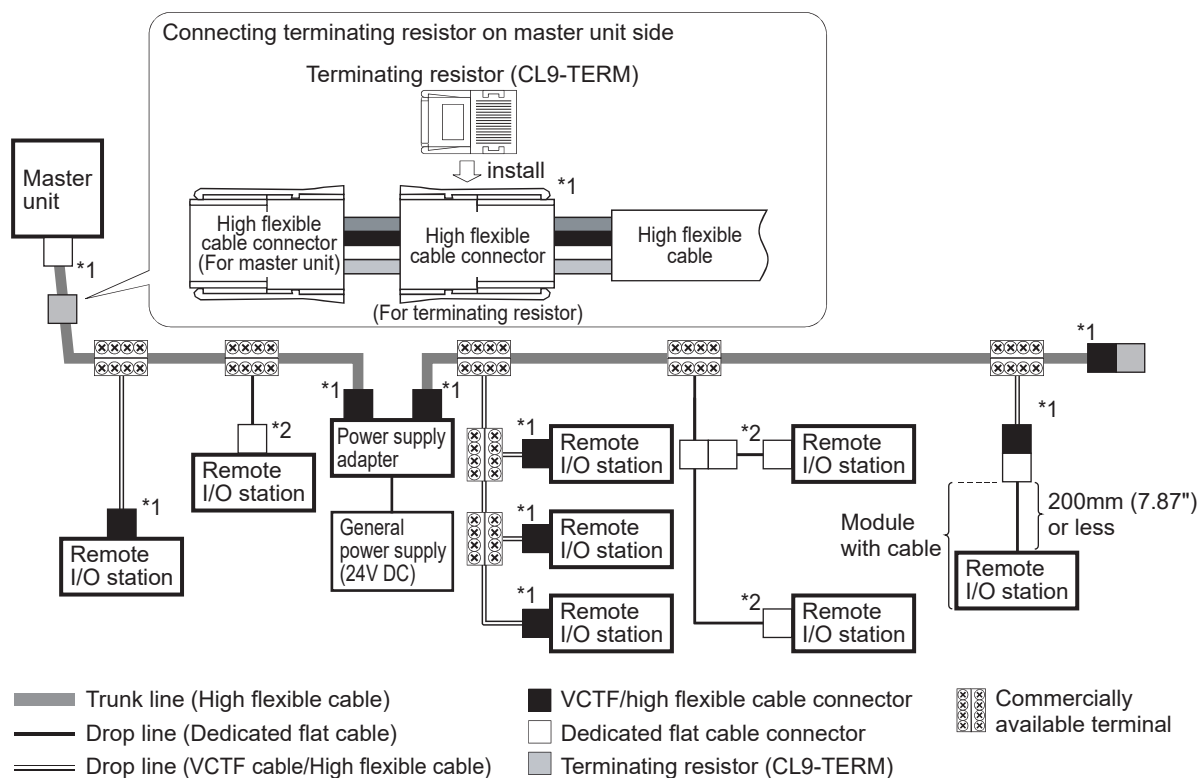 Connecting terminating resistor on master unit side
Terminating resistor (CL9-TERM)
install
*1
High flexible
cable connector
(For master unit)
High flexible
cable connector
High flexible
cable
(For terminating resistor)
Master
unit
*1
*1
*1
*1
*2
Power supply
adapter
Remote
I/O station
*1
Remote
I/O station
General
power supply
(24V DC)
*1
Remote
I/O station
*1
Remote
I/O station
*1
Remote
I/O station
*2
Remote
I/O station
*2
Remote
I/O station
*1
Module
with cable
200mm (7.87")
or less
Remote
I/O station
Trunk line (High flexible cable)
Drop line (Dedicated flat cable)
Drop line (VCTF cable/High flexible cable)
VCTF/high flexible cable connector
Dedicated flat cable connector
Terminating resistor (CL9-TERM)
Commercially
available terminal